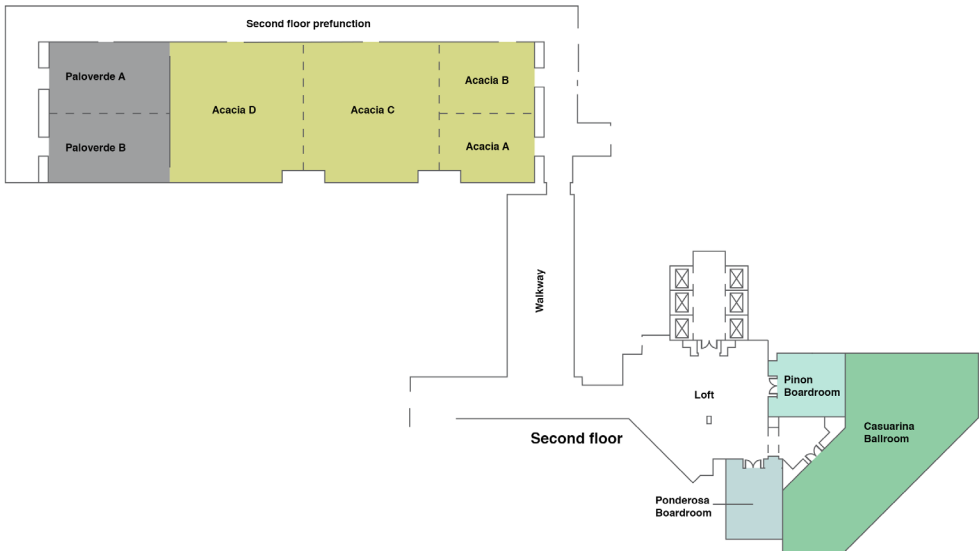 Second floor prefunction
Paloverde A
Acacia B
Acacia D
Acacia C
Paloverde B
Acacia A
Walkway
Pinon
Boardroom
Loft
Casuarina
Ballroom
Second floor
Ponderosa
Boardroom